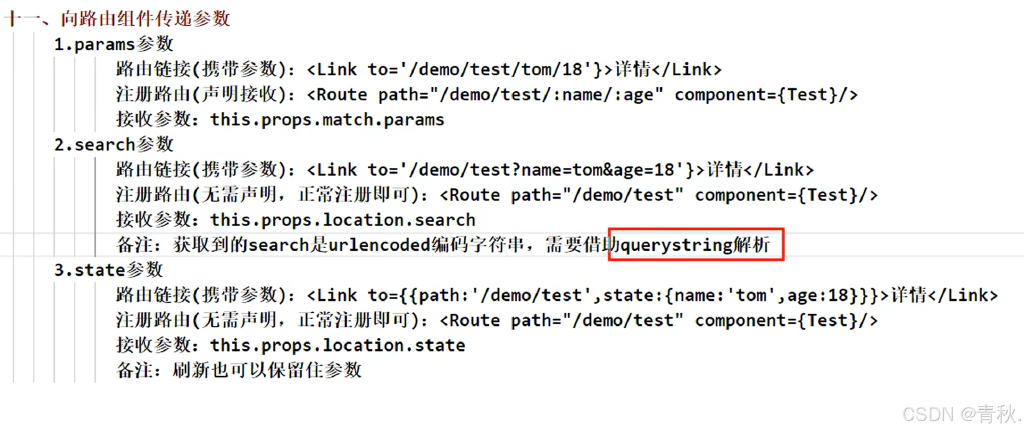 十一、向路由组件传递参数
1.params参数
路由链接(携带参数)：<Link to='/demo/test/tom/18'}>详情</Link>
注册路由(声明接收)：<Route path="/demo/test/:name/:age" component={Test}/>
接收参数：this.props.match.params
2.search参数
路由链接(携带参数)：<Link to='/demo/test?name=tom&age=18'}>详情</Link>
注册路由(无需声明，正常注册即可)：<Route path="/demo/test" component={Test}/>
接收参数：this.props.location.search
备注：获取到的search是urlencoded编码字符串，需要借助querystring解析
3.state参数
路由链接(携带参数)：<Link to={{path:'/demo/test',state:{name:'tom',age:18}}}>详情</Link>
注册路由(无需声明，正常注册即可)：<Route path="/demo/test" component={Test}/>
接收参数：this.props.location.state
备注：刷新也可以保留住参数
CSDN @青秋.